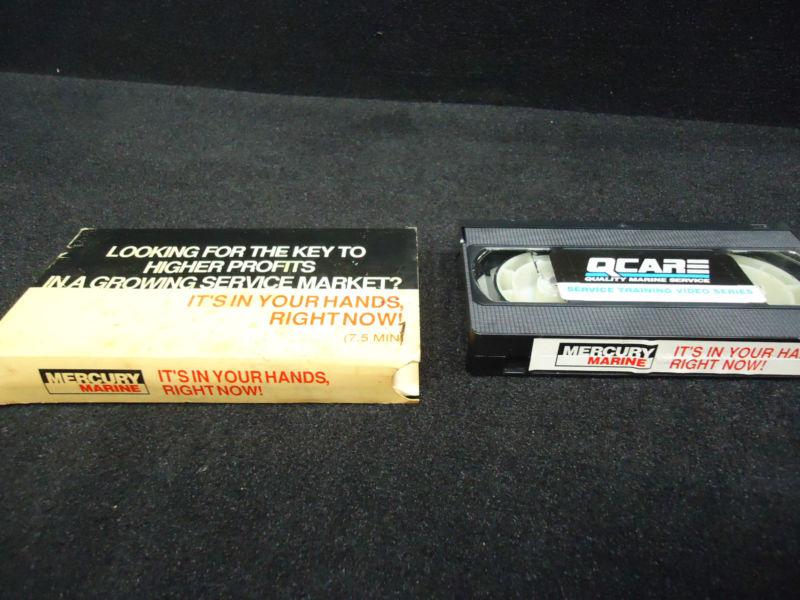 LOOKING FOR THE KEY TO
HIGHER PROFITS
IN A GROWING SERVICE MARKET?
IT'S IN YOUR HANDS,
RIGHT NOW!
(7.5 MIN)
MERCURY
MARINE
IT'S IN YOUR HANDS,
RIGHT NOW!
QCARE
QUALITY MARINE SERVICE
SERVICE TRAINING VIDEO SERIES
MERCURY
MARINE
IT'S IN YOUR HA
RIGHT NOW!